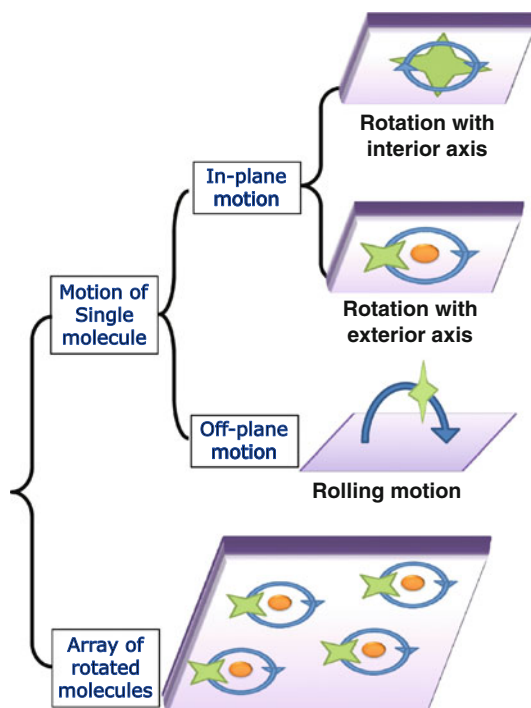 Rotation with
interior axis
In-plane
motion
Rotation with
exterior axis
Motion of
Single
molecule
Off-plane
motion
Rolling motion
Array of
rotated
molecules